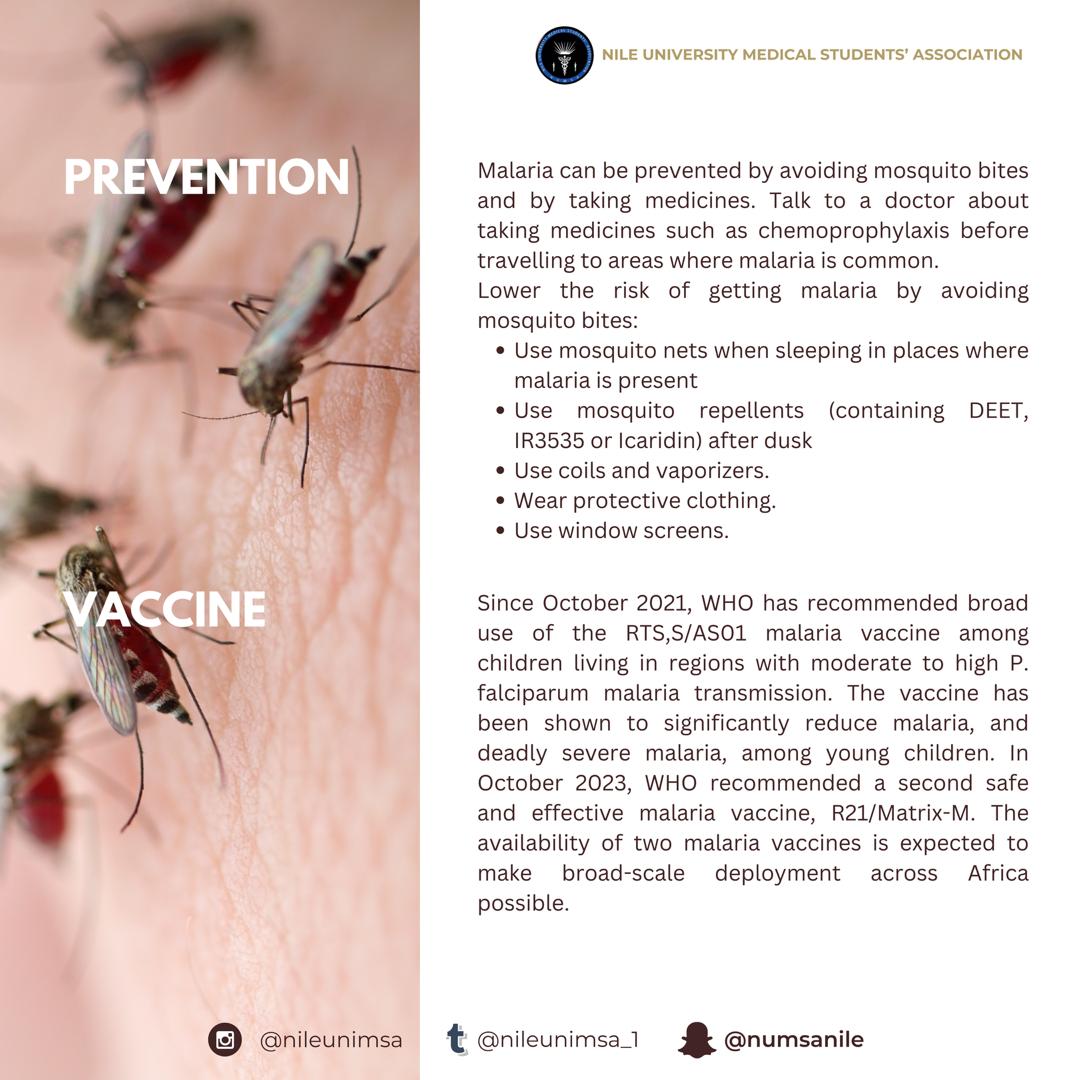 NILE UNIVERSITY MEDICAL STUDENTS’ ASSOCIATION
PREVENTION
Malaria can be prevented by avoiding mosquito bites
and by taking medicines. Talk to a doctor about
taking medicines such as chemoprophylaxis before
travelling to areas where malaria is common.
Lower the risk of getting malaria by avoiding
mosquito bites:
• Use mosquito nets when sleeping in places where
malaria is present
• Use mosquito repellents (containing DEET,
IR3535 or Icaridin) after dusk
• Use coils and vaporizers.
• Wear protective clothing.
• Use window screens.
VACCINE
Since October 2021, WHO has recommended broad
use of the RTS,S/AS01 malaria vaccine among
children living in regions with moderate to high P.
falciparum malaria transmission. The vaccine has
been shown to significantly reduce malaria, and
deadly severe malaria, among young children. In
October 2023, WHO recommended a second safe
and effective malaria vaccine, R21/Matrix-M. The
availability of two malaria vaccines is expected to
make broad-scale deployment across Africa
possible.
@nileunimsa
t @nileunimsa_1
@numsanile